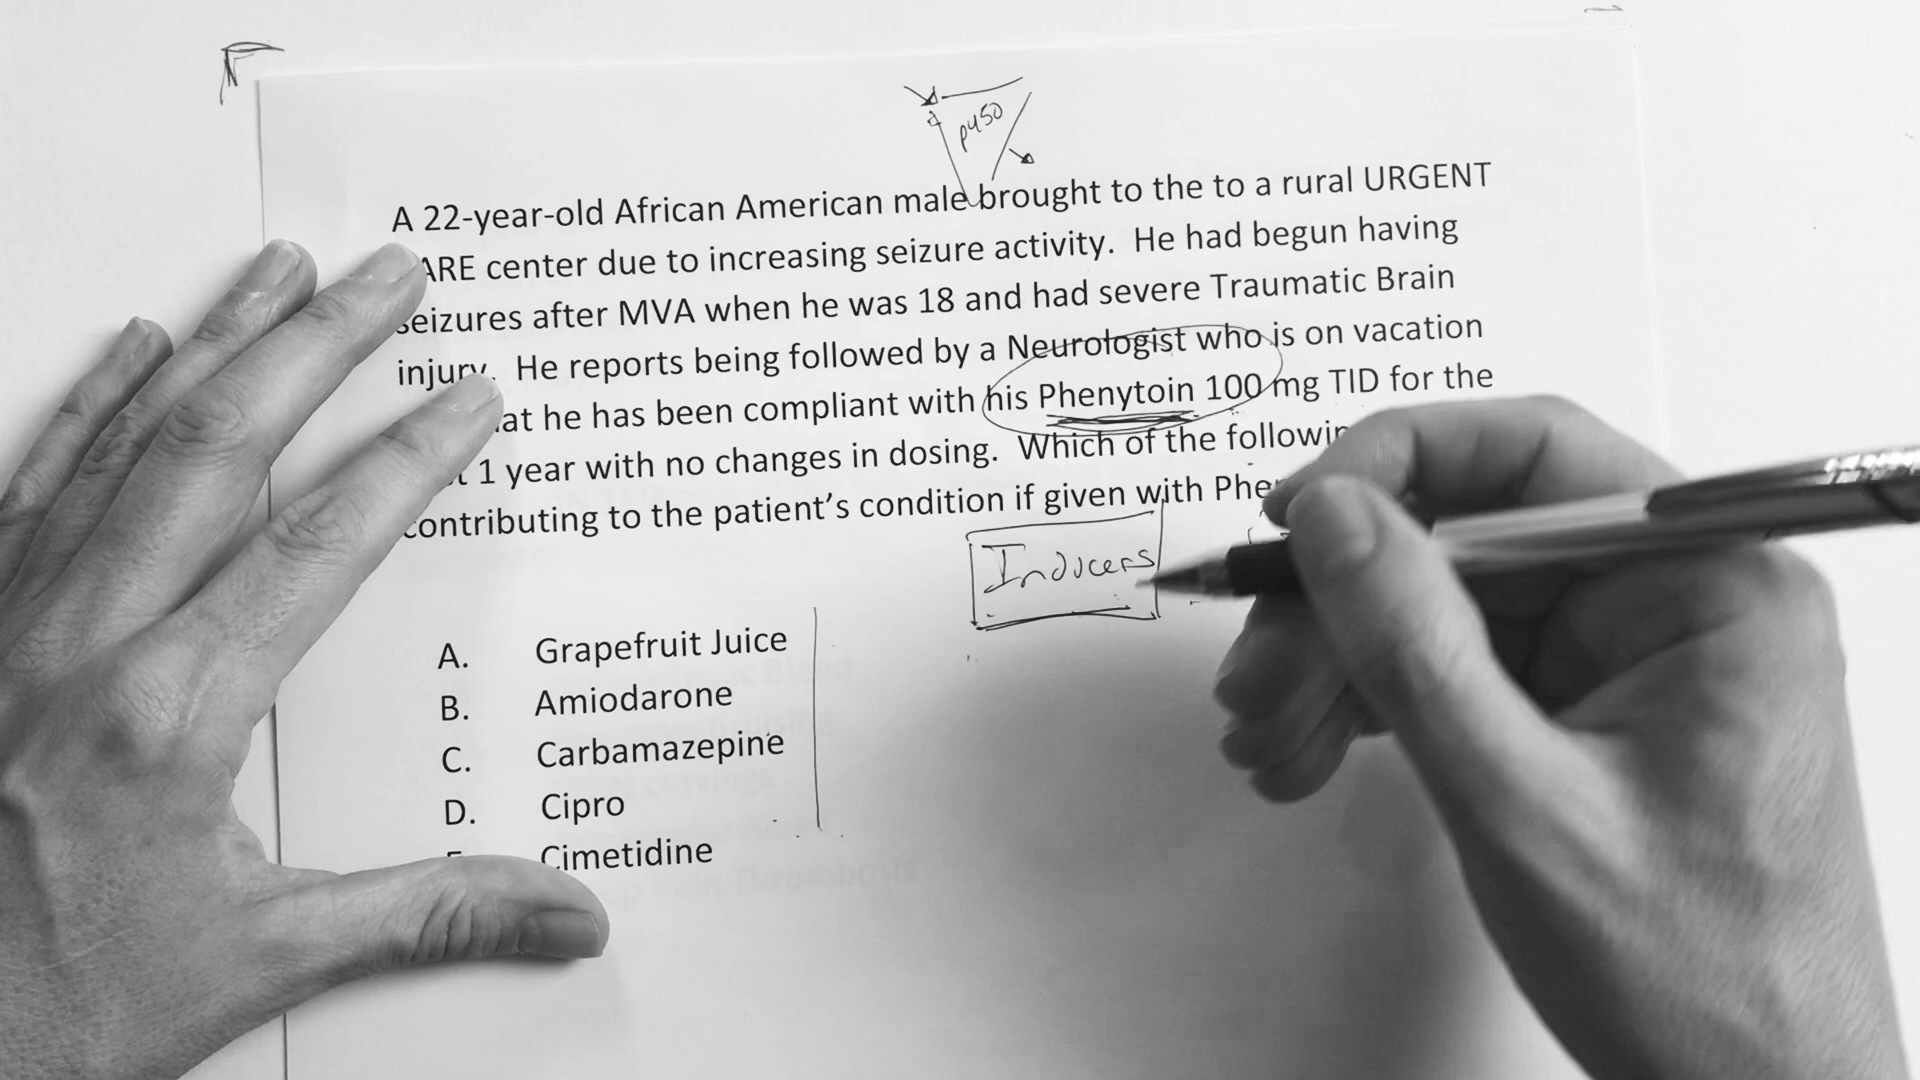 p450
A 22-year-old African American male brought to the to a rural URGENT
ARE center due to increasing seizure activity. He had begun having
seizures after MVA when he was 18 and had severe Traumatic Brain
injury. He reports being followed by a Neurologist who is on vacation
at he has been compliant with his Phenytoin 100 mg TID for the
1 year with no changes in dosing. Which of the followin
contributing to the patient's condition if given with Phe
Inducers
A. Grapefruit Juice
B. Amiodarone
C. Carbamazepine
D. Cipro
Cimetidine